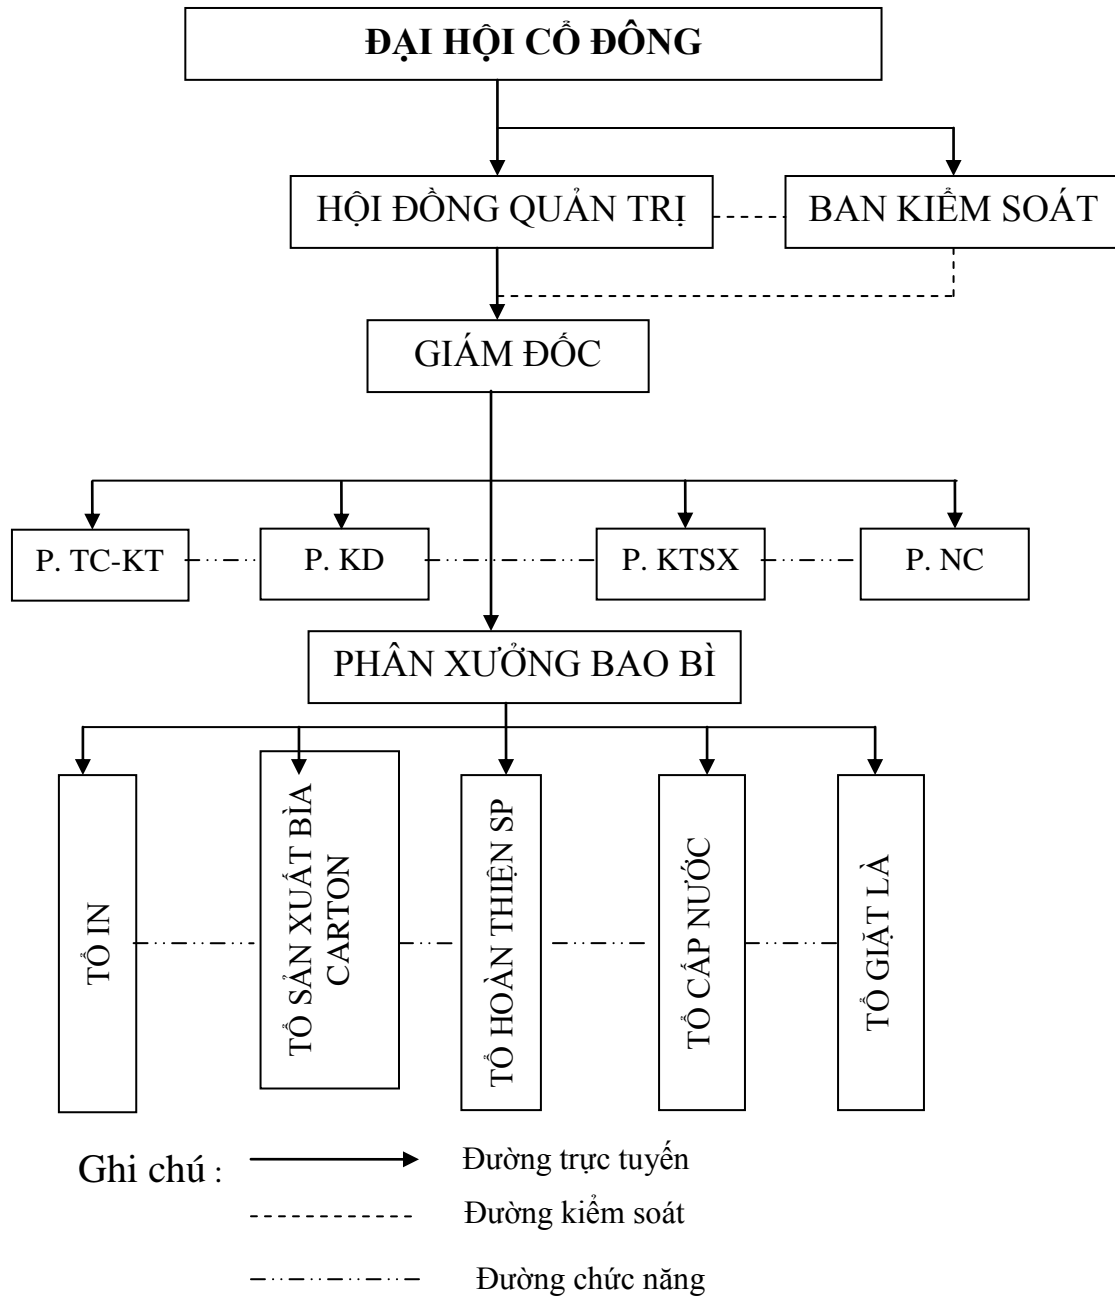 ĐẠI HỘI CỔ ĐÔNG
HỘI ĐỒNG QUẢN TRỊ
BAN KIỂM SOÁT
GIÁM ĐỐC
P. TC-KT
P. KD
P. KTSX
P. NC
PHÂN XƯỞNG BAO BÌ
TỔ IN
TỔ SẢN XUẤT BÌA
CARTON
TỔ HOÀN THIỆN SP
TỔ CẤP NƯỚC
TỔ GIẶT LÀ
Ghi chú :
Đường trực tuyến
Đường kiểm soát
Đường chức năng